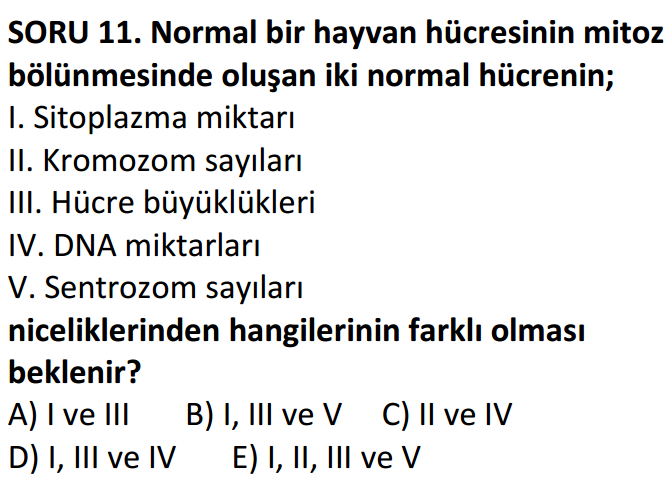 SORU 11. Normal bir hayvan hücresinin mitoz
bölünmesinde oluşan iki normal hücrenin;
I. Sitoplazma miktarı
II. Kromozom sayıları
III. Hücre büyüklükleri
IV. DNA miktarları
V. Sentrozom sayıları
niceliklerinden hangilerinin farklı olması
beklenir?
A) I ve III B) I, III ve V C) II ve IV
D) I, III ve IV E) I, II, III ve V